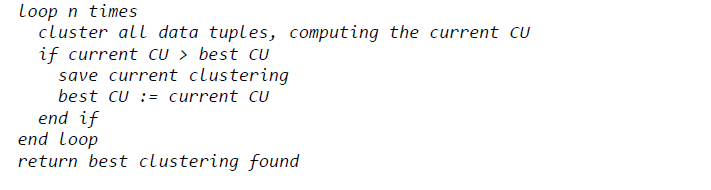 loop n times
  cluster all data tuples, computing the current CU
  if current CU > best CU
    save current clustering
    best CU := current CU
  end if
end loop
return best clustering found